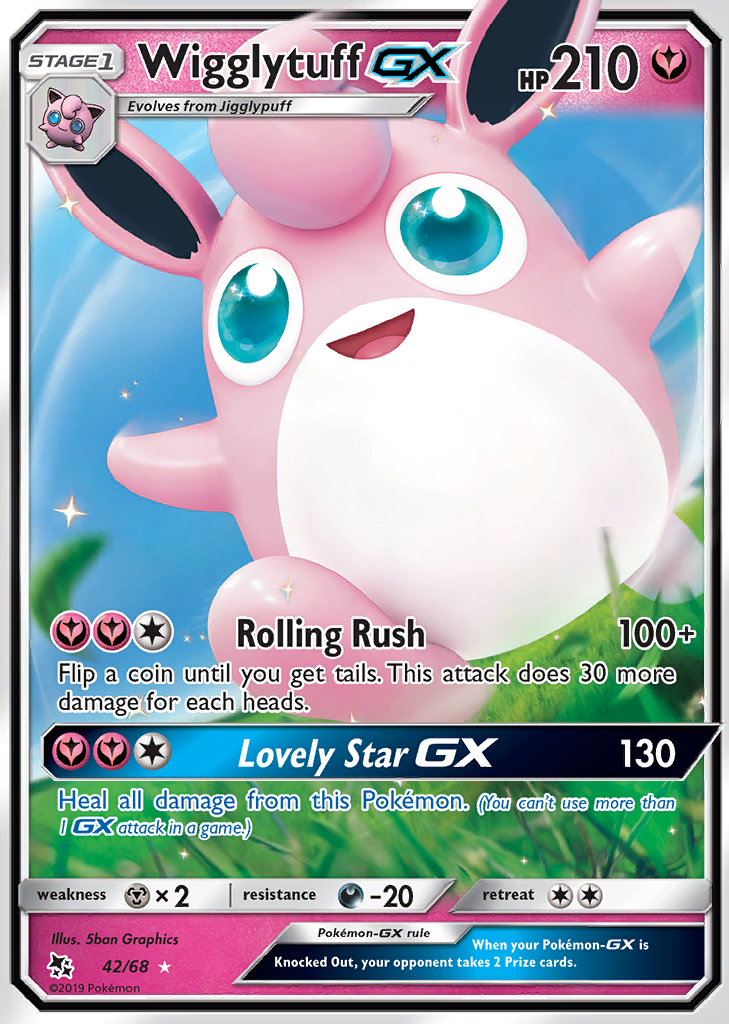 STAGE1 Wigglytuff GX HP210
Evolves from Jigglypuff
Rolling Rush 100+
Flip a coin until you get tails. This attack does 30 more
damage for each heads.
Lovely Star GX 130
Heal all damage from this Pokémon. (You can't use more than
1 GX attack in a game.)
weakness ×2 resistance -20 retreat
Illus. 5ban Graphics
Pokémon-GX rule
When your Pokémon-GX is
Knocked Out, your opponent takes 2 Prize cards.
42/68
©2019 Pokémon